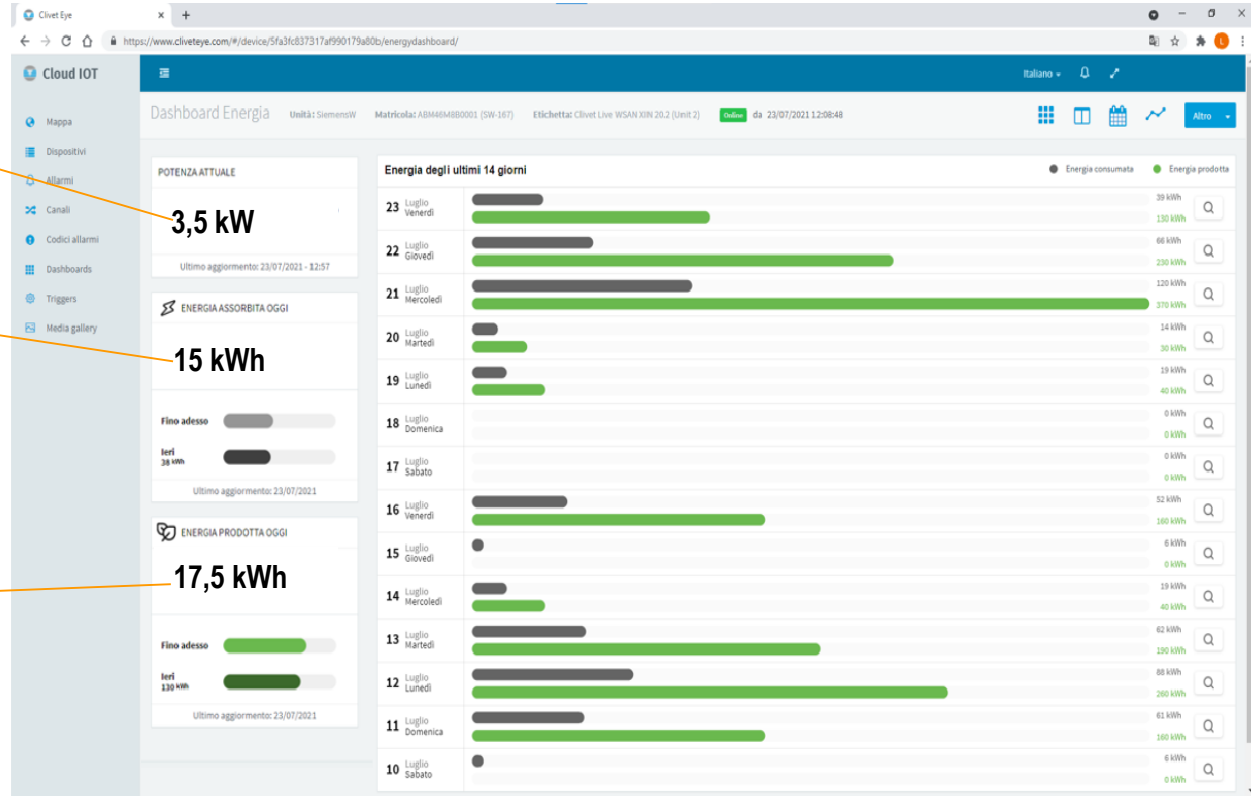 Clivet Eye
https://www.cliveteye.com/#/device/5fa3fc837317af990179a80b/energydashboard/
L
Cloud IOT
Italiano
Mappa
Dispositivi
Allarmi
Canali
Codici allarmi
Dashboards
Triggers
Media gallery
Dashboard Energia Unità: SiemensW Matricola: ABM46M8B0001 (SW-167) Etichetta: Clivet Live WSAN XIN 20.2 (Unit 2) Online da 23/07/2021 12:08:48
Altro
POTENZA ATTUALE
3,5 kW
Ultimo aggiormento: 23/07/2021 - 12:57
ENERGIA ASSORBITA OGGI
15 kWh
Fino adesso
Ieri
38 kWh
Ultimo aggiormento: 23/07/2021
ENERGIA PRODOTTA OGGI
17,5 kWh
Fino adesso
Ieri
130 kWh
Ultimo aggiormento: 23/07/2021
Energia degli ultimi 14 giorni
Energia consumata Energia prodotta
23 Luglio Venerdì 39 kWh
130 kWh
22 Luglio Giovedì 66 kWh
230 kWh
21 Luglio Mercoledì 120 kWh
370 kWh
20 Luglio Martedì 14 kWh
30 kWh
19 Luglio Lunedì 19 kWh
40 kWh
18 Luglio Domenica 0 kWh
0 kWh
17 Luglio Sabato 0 kWh
0 kWh
16 Luglio Venerdì 52 kWh
160 kWh
15 Luglio Giovedì 6 kWh
0 kWh
14 Luglio Mercoledì 19 kWh
40 kWh
13 Luglio Martedì 62 kWh
190 kWh
12 Luglio Lunedì 88 kWh
260 kWh
11 Luglio Domenica 61 kWh
160 kWh
10 Luglio Sabato 6 kWh
0 kWh